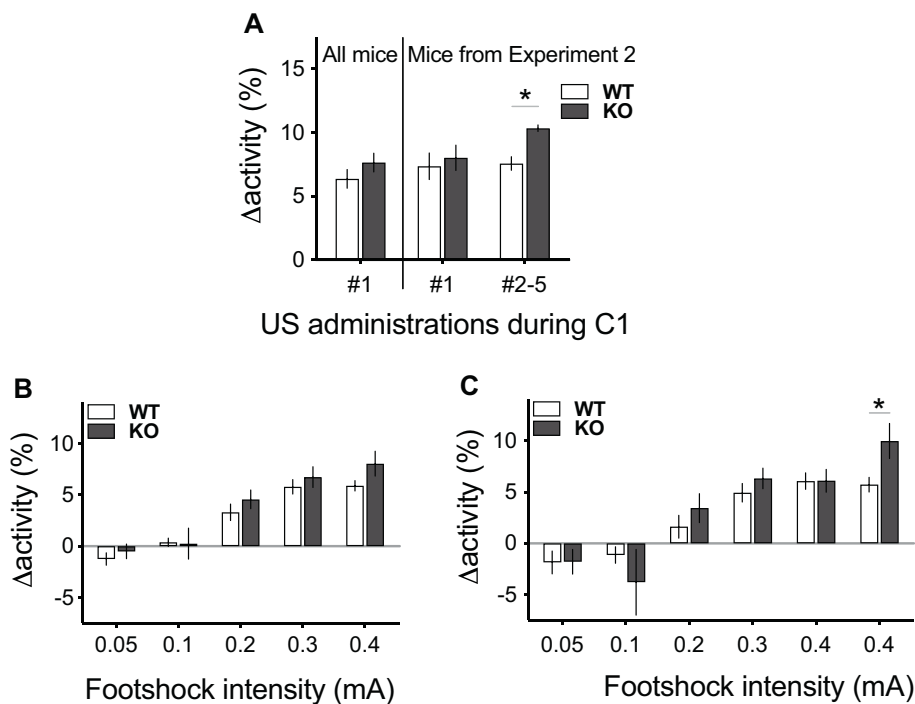 A
All mice
Mice from Experiment 2
Δactivity (%)
15
10
5
0
*
WT
KO
#1
#1
#2-5
US administrations during C1
B
WT
KO
Δactivity (%)
10
5
0
-5
0.05
0.1
0.2
0.3
0.4
Footshock intensity (mA)
C
WT
KO
*
Δactivity (%)
10
5
0
-5
0.05
0.1
0.2
0.3
0.4
0.4
Footshock intensity (mA)